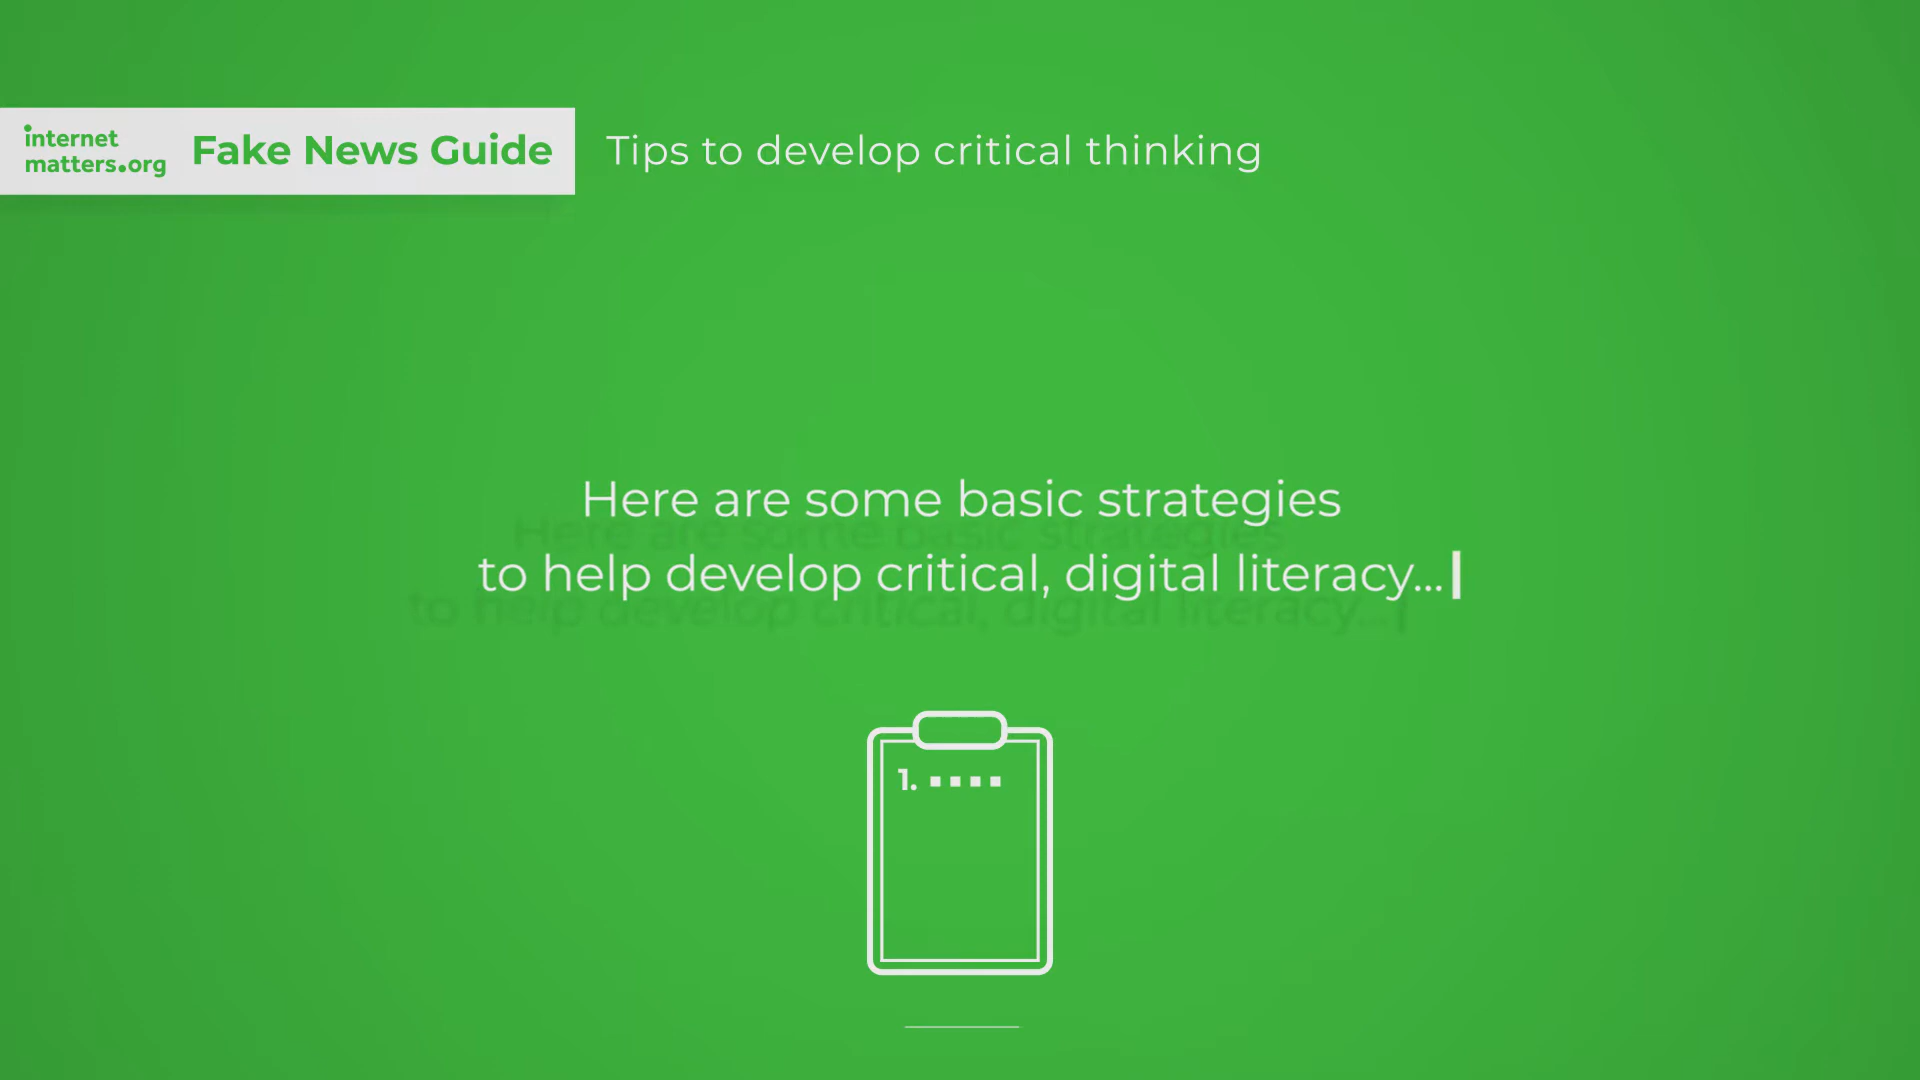 internet
matters.org
Fake News Guide
Tips to develop critical thinking
Here are some basic strategies
to help develop critical, digital literacy...
1.